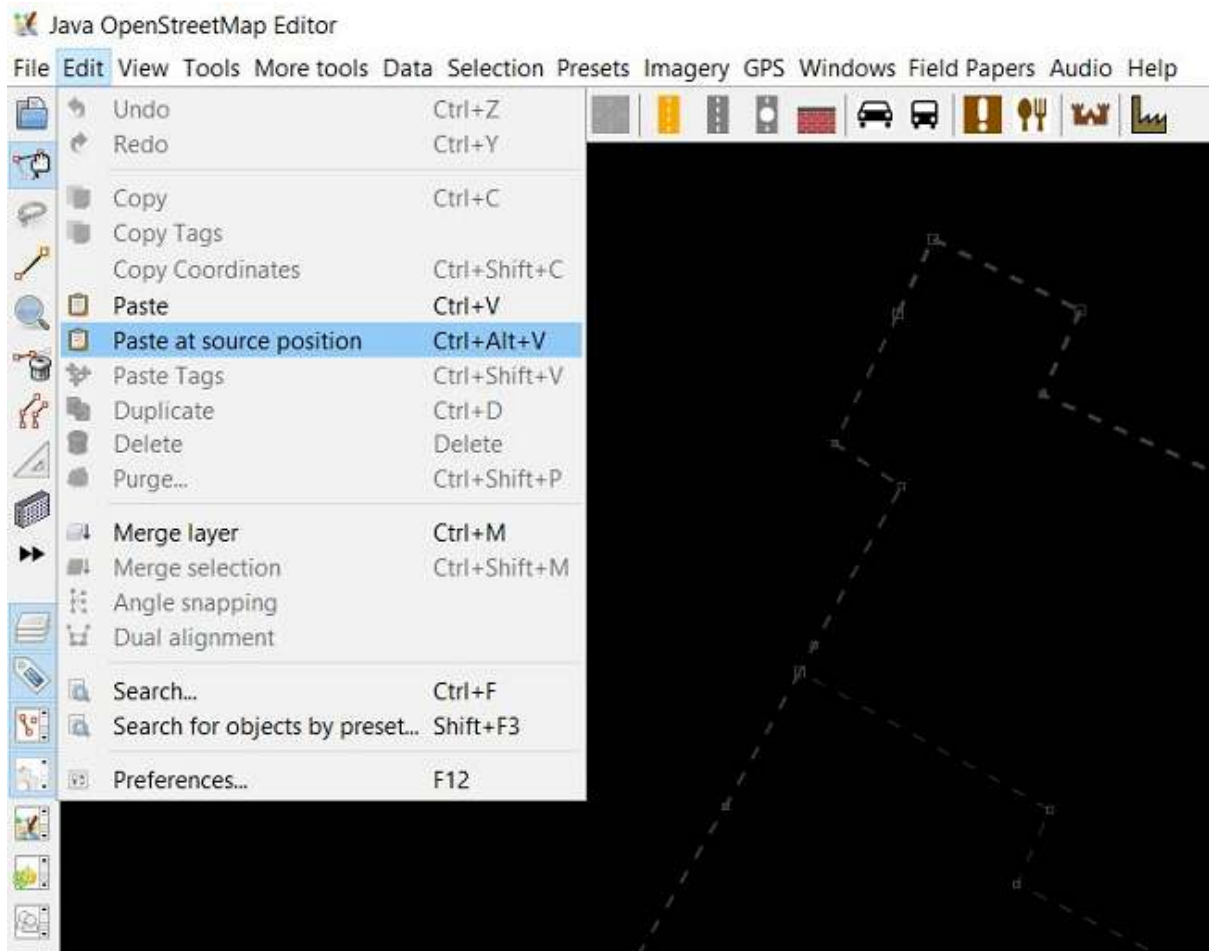 Java OpenStreetMap Editor
File Edit View Tools More tools Data Selection Presets Imagery GPS Windows Field Papers Audio Help
Undo Ctrl+Z
Redo Ctrl+Y
Copy Ctrl+C
Copy Tags
Copy Coordinates Ctrl+Shift+C
Paste Ctrl+V
Paste at source position Ctrl+Alt+V
Paste Tags Ctrl+Shift+V
Duplicate Ctrl+D
Delete Delete
Purge... Ctrl+Shift+P
Merge layer Ctrl+M
Merge selection Ctrl+Shift+M
Angle snapping
Dual alignment
Search... Ctrl+F
Search for objects by preset... Shift+F3
Preferences... F12